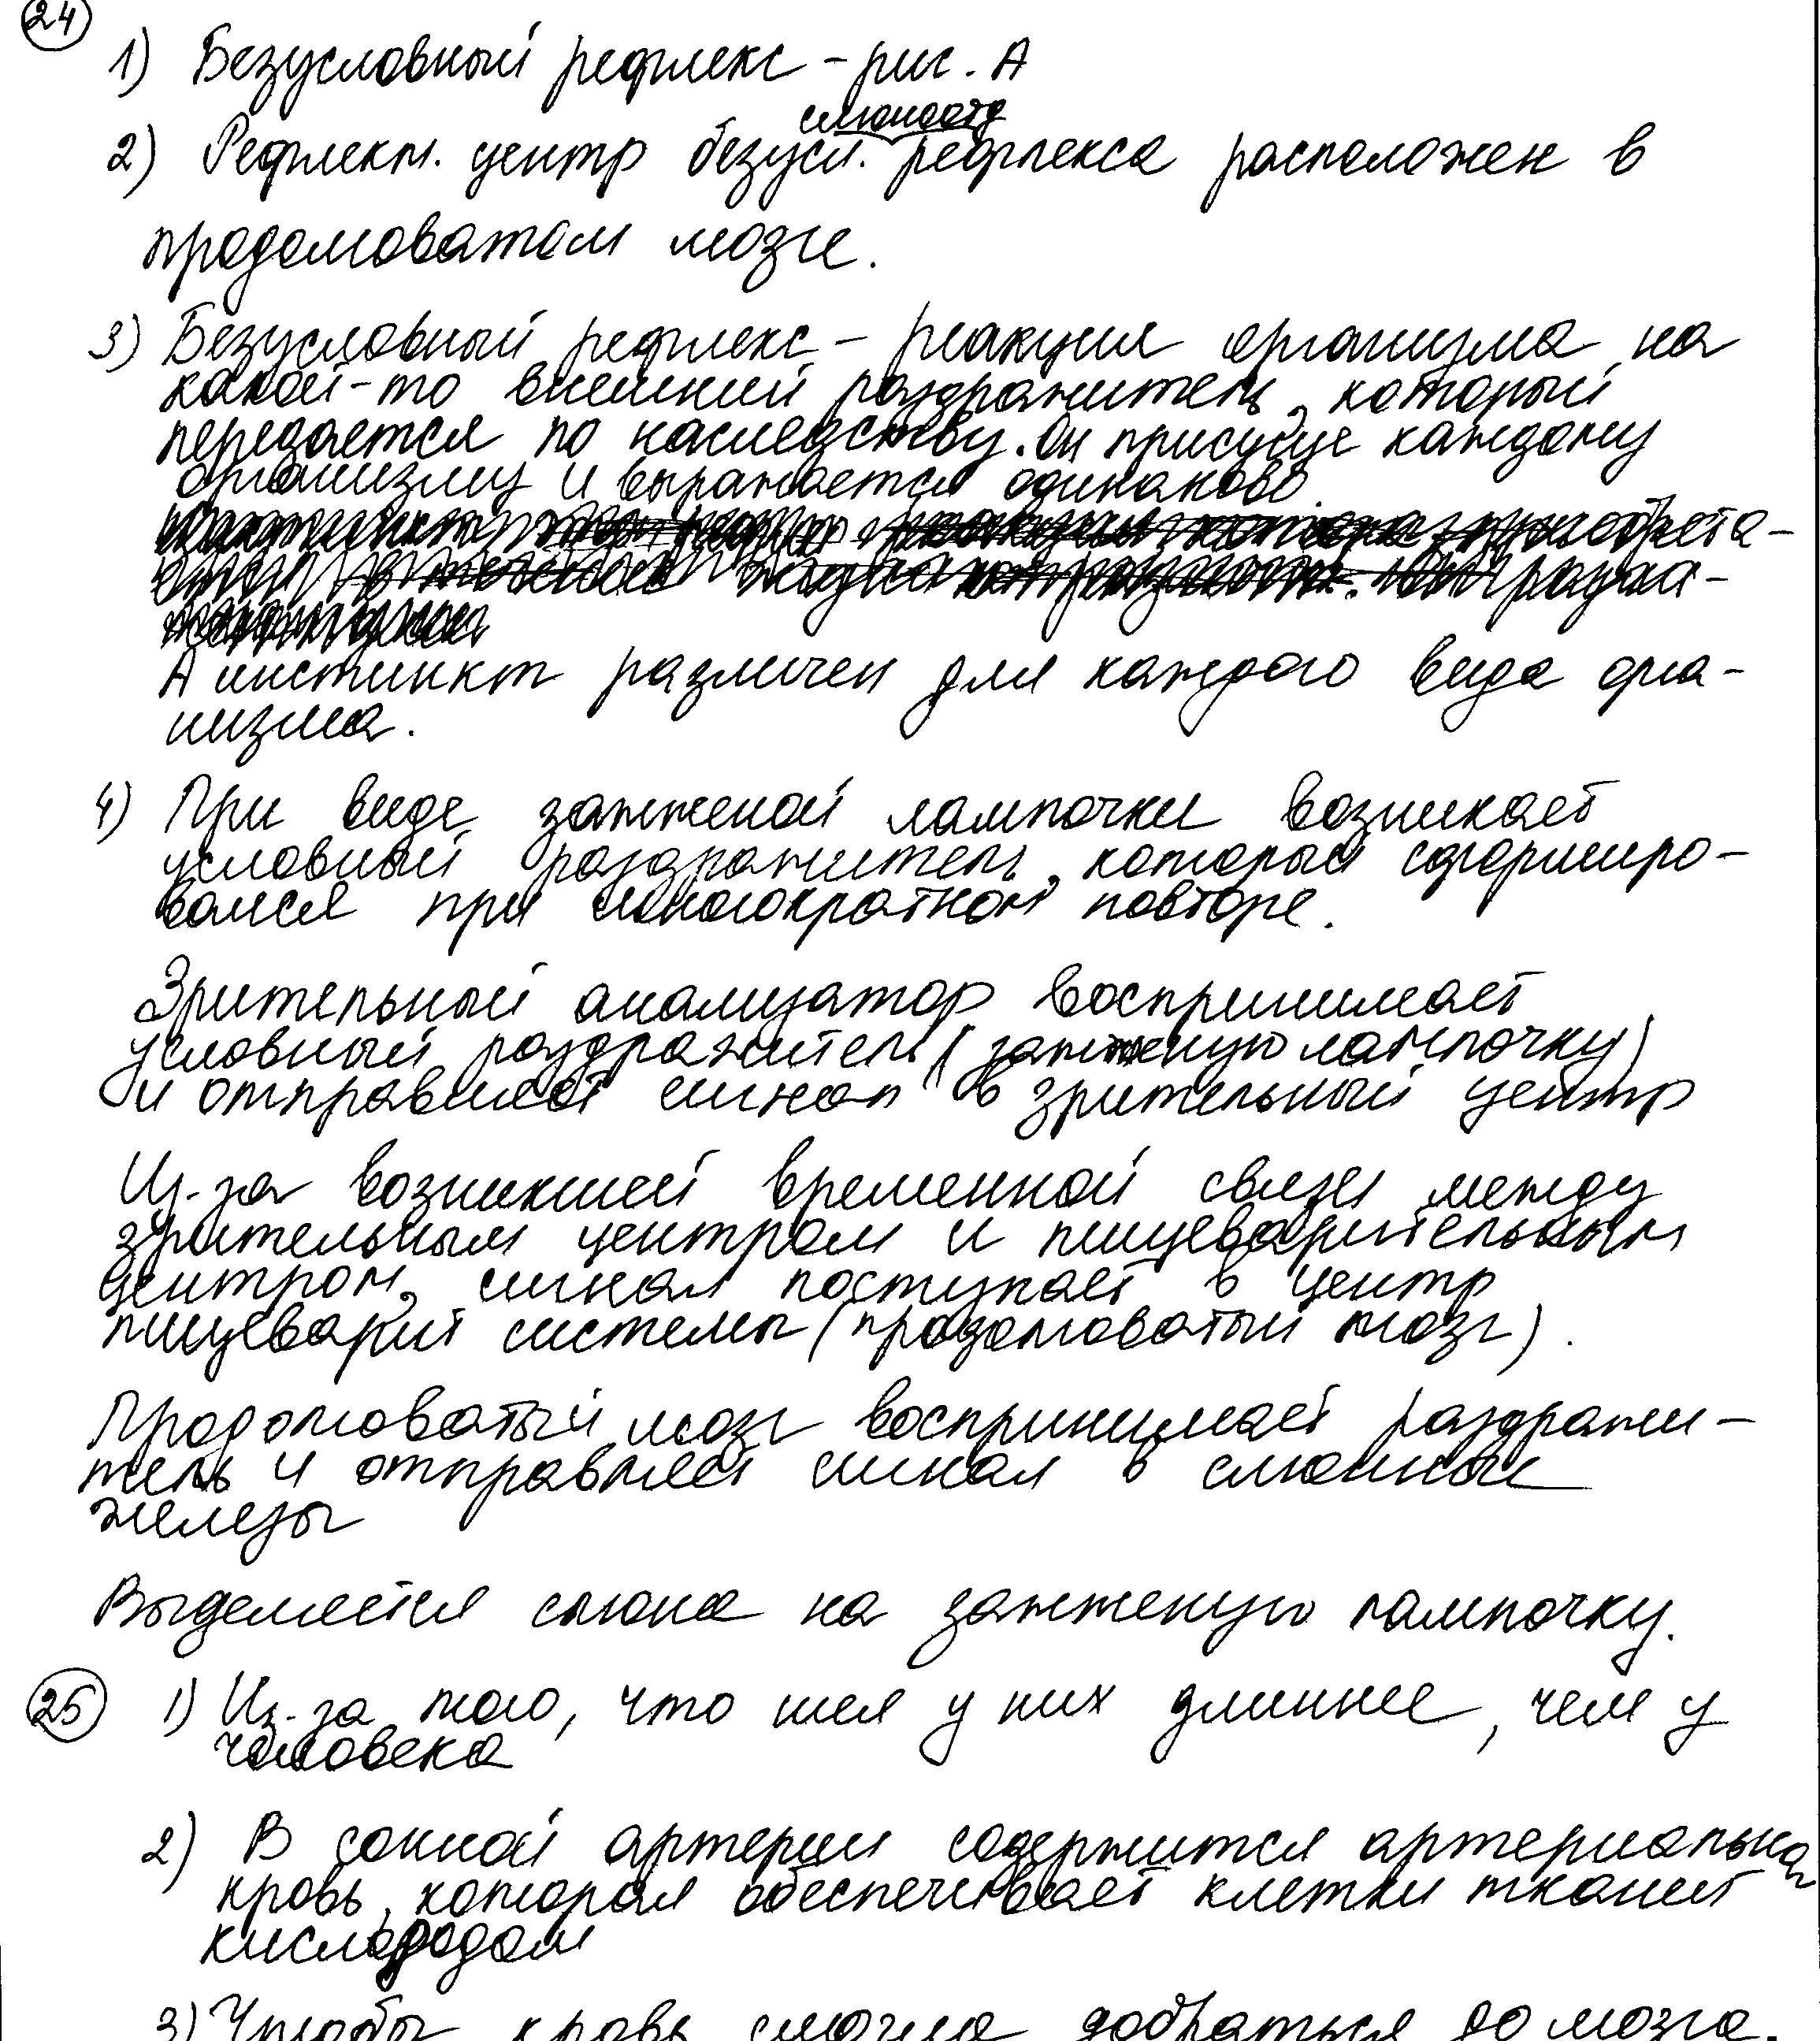 24
1) Безусловный рефлекс - рис. А
слюноотд
2) Рефлект. центр безусл. рефлекса расположен в
продолговатом мозге.
3) Безусловный рефлекс - реакция организма на
какой-то внешний раздражитель, который
передается по наследству. Он присущ каждому
организму и выражается одинаково.
А инстинкт различен для каждого вида орга-
низма.
4) При виде зажженой лампочки возникает
условный раздражитель, который сформиро-
вался при многократном повторе.
Зрительный анализатор воспринимает
условный раздражитель (зажженую лампочку)
и отправляет сигнал в зрительный центр
Из-за возникшей временной связи между
зрительным центром и пищеварительным
центром, сигнал поступает в центр
пищеварит системы (продолговатый мозг).
Продолговатый мозг воспринимает раздражи-
тель и отправляет сигнал в слюнные
железы
Выделяется слюна на зажженую лампочку.
25 1) Из-за того, что шея у них длиннее, чем у
человека
2) В сонной артерии содержится артериальная
кровь, которая обеспечивает клетки тканей
кислородом
3) Чтобы кровь смогла добраться до мозга.